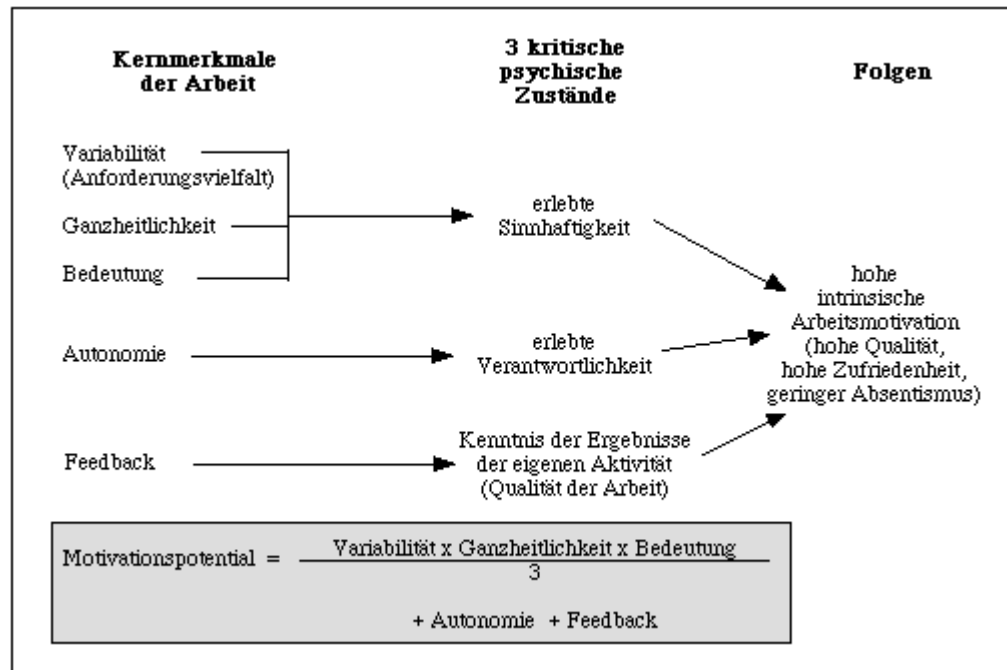 Kernmerkmale
der Arbeit
3 kritische
psychische
Zustände
Folgen
Variabilität
(Anforderungsvielfalt)
Ganzheitlichkeit
Bedeutung
erlebte
Sinnhaftigkeit
Autonomie
erlebte
Verantwortlichkeit
Feedback
Kenntnis der Ergebnisse
der eigenen Aktivität
(Qualität der Arbeit)
hohe
intrinsische
Arbeitsmotivation
(hohe Qualität,
hohe Zufriedenheit,
geringer Absentismus)
Motivationspotential =
Variabilität x Ganzheitlichkeit x Bedeutung
3
+ Autonomie + Feedback